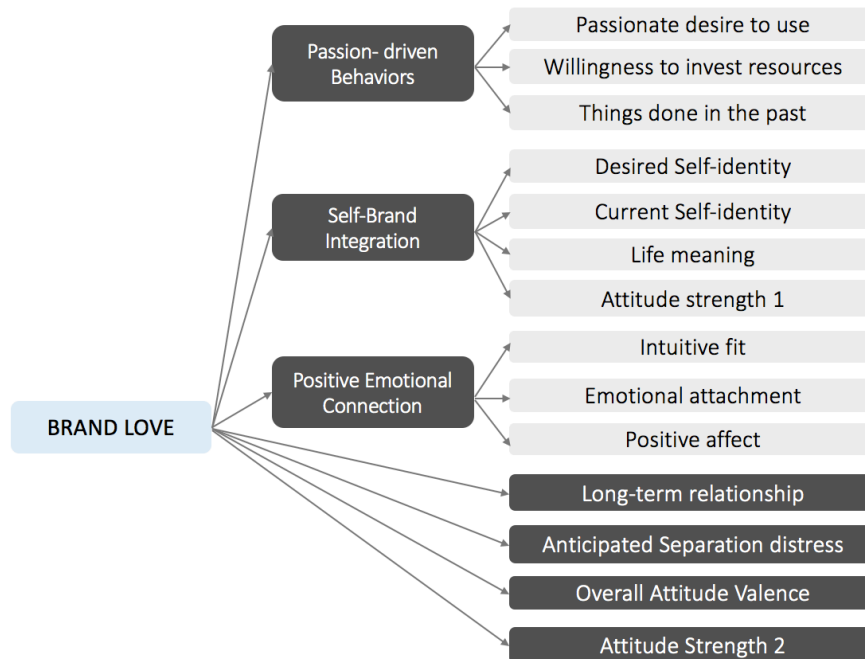 Passion- driven
Behaviors
Passionate desire to use
Willingness to invest resources
Things done in the past
Self-Brand
Integration
Desired Self-identity
Current Self-identity
Life meaning
Attitude strength 1
Positive Emotional
Connection
Intuitive fit
Emotional attachment
Positive affect
BRAND LOVE
Long-term relationship
Anticipated Separation distress
Overall Attitude Valence
Attitude Strength 2